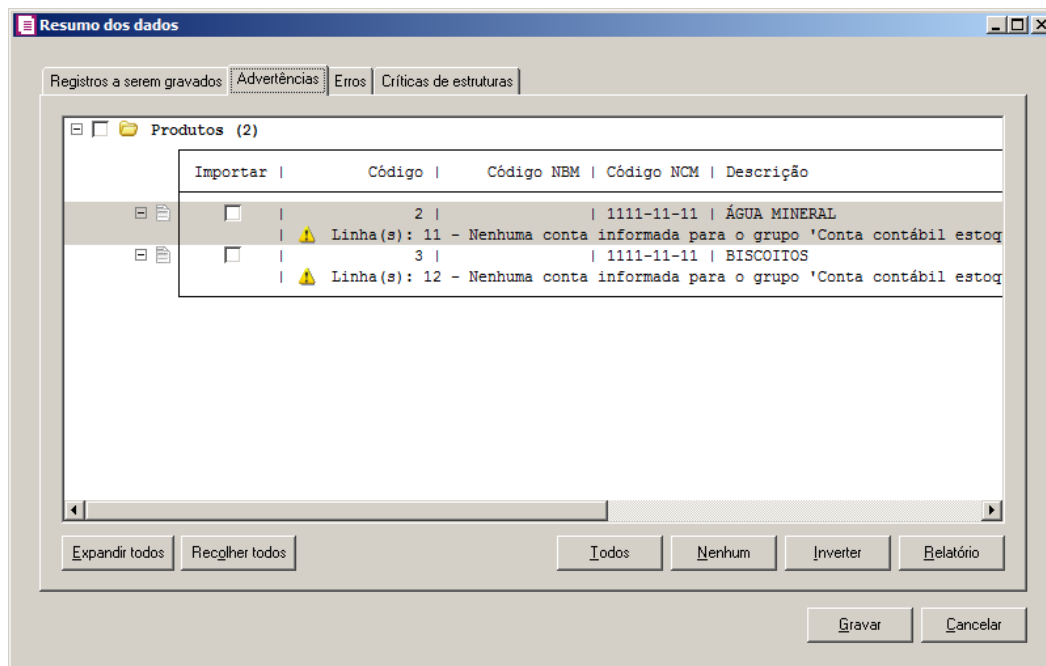 Resumo dos dados
Registros a serem gravados Advertências Erros Críticas de estruturas
Produtos (2)
Importar | Código | Código NBM | Código NCM | Descrição
| 2 | | 1111-11-11 | ÁGUA MINERAL
| Linha(s): 11 - Nenhuma conta informada para o grupo 'Conta contábil estoq
| 3 | | 1111-11-11 | BISCOITOS
| Linha(s): 12 - Nenhuma conta informada para o grupo 'Conta contábil estoq
Expandir todos Recolher todos Todos Nenhum Inverter Relatório
Gravar Cancelar